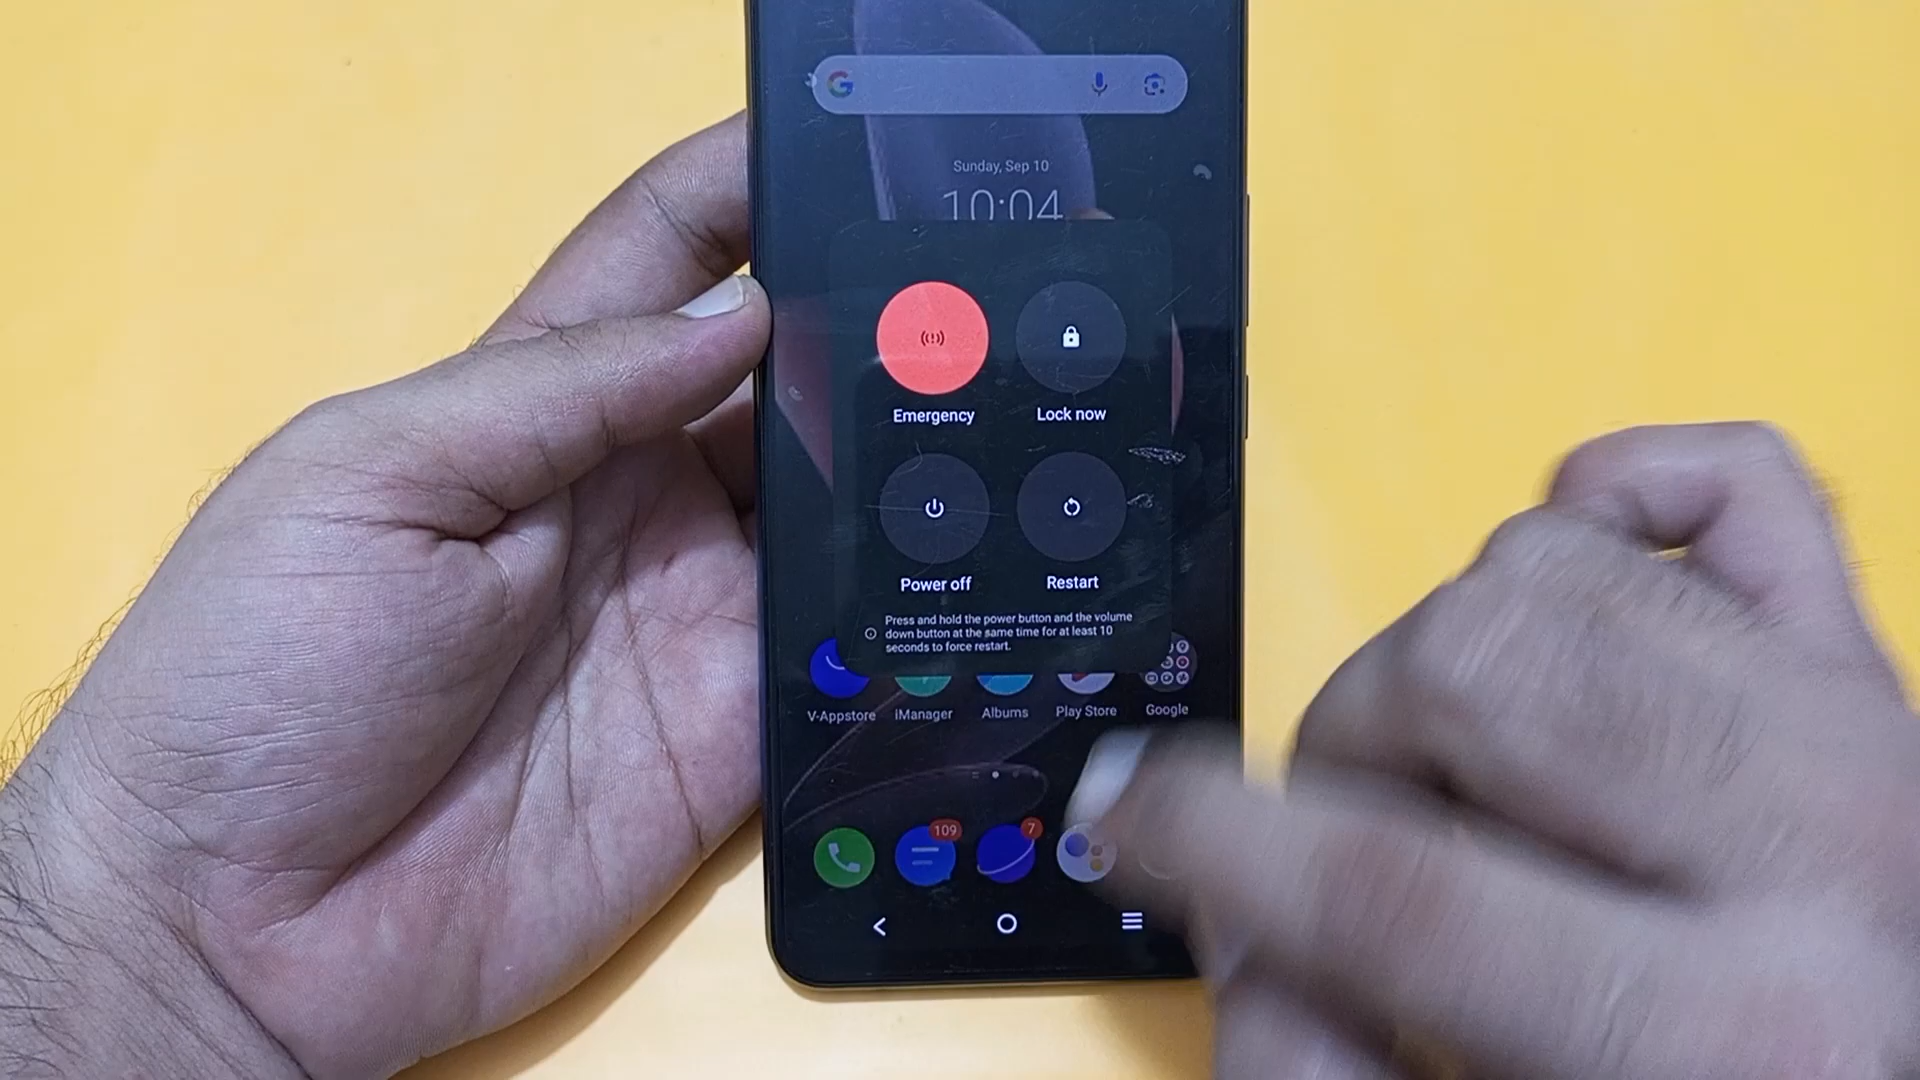 Sunday, Sep 10
10:04
Emergency
Lock now
Power off
Restart
Press and hold the power button and the volume
down button at the same time for at least 10
seconds to force restart.
V-Appstore
iManager
Albums
Play Store
Google
109
7